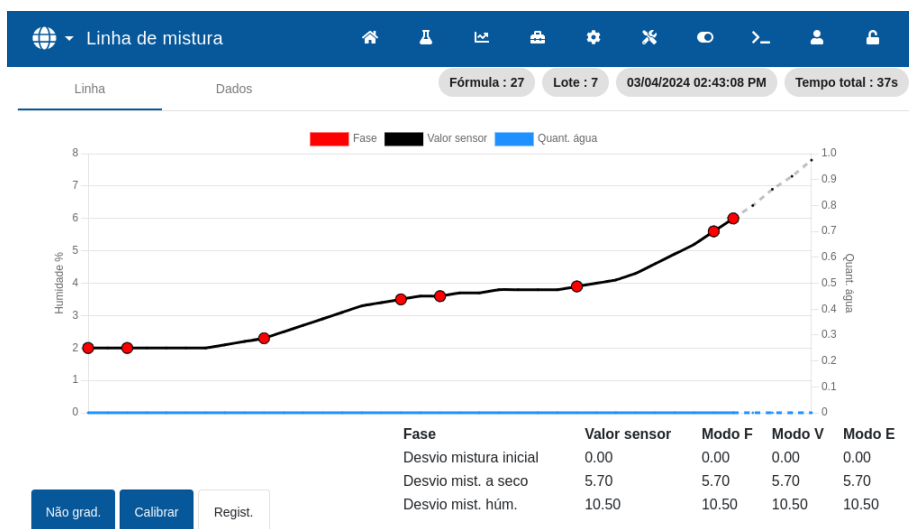 Linha de mistura
Linha
Dados
Fórmula : 27
Lote : 7
03/04/2024 02:43:08 PM
Tempo total : 37s
Fase
Valor sensor
Quant. água
8
7
6
5
4
3
2
1
0
Humidade %
1.0
0.9
0.8
0.7
0.6
0.5
0.4
0.3
0.2
0.1
0
Quant. água
Fase Valor sensor Modo F Modo V Modo E
Desvio mistura inicial 0.00 0.00 0.00 0.00
Desvio mist. a seco 5.70 5.70 5.70 5.70
Desvio mist. húm. 10.50 10.50 10.50 10.50
Não grad.
Calibrar
Regist.